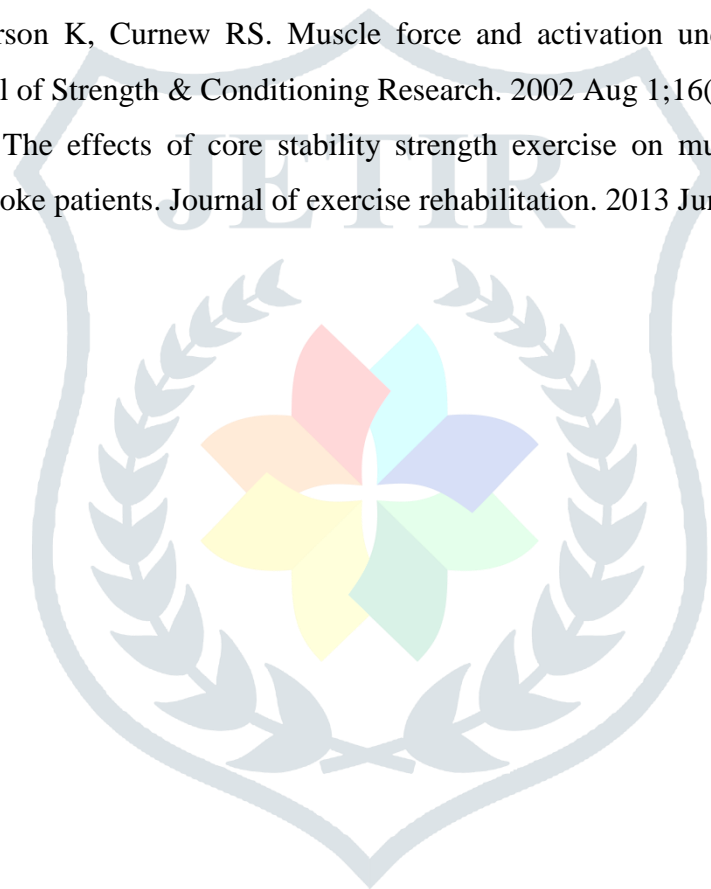 rson K, Curnew RS. Muscle force and activation un
l of Strength & Conditioning Research. 2002 Aug 1;16(
JETIR
The effects of core stability strength exercise on mu
oke patients. Journal of exercise rehabilitation. 2013 Ju